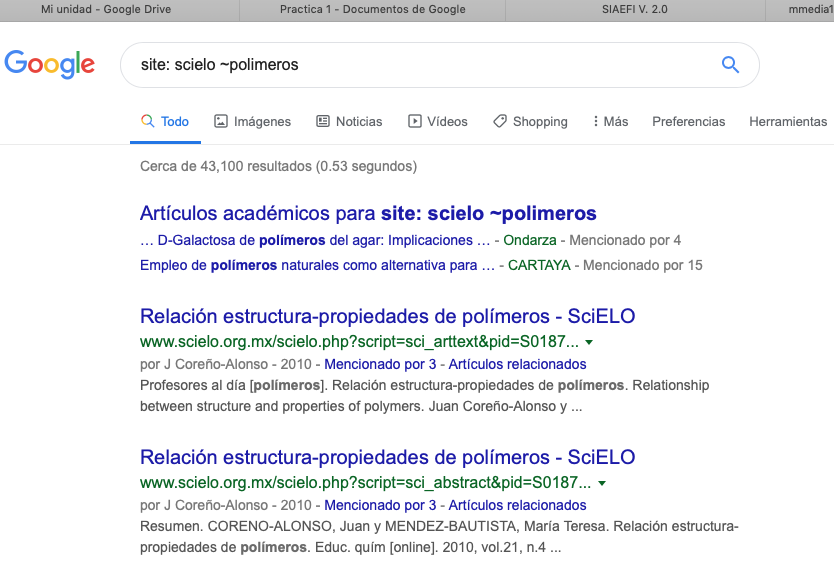 Mi unidad - Google Drive
Practica 1 - Documentos de Google
SIAEFI V. 2.0
mmedia1
Google
site: scielo ~polimeros
Todo
Imágenes
Noticias
Vídeos
Shopping
Más
Preferencias
Herramientas
Cerca de 43,100 resultados (0.53 segundos)
Artículos académicos para site: scielo ~polimeros
… D-Galactosa de polímeros del agar: Implicaciones … - Ondarza - Mencionado por 4
Empleo de polímeros naturales como alternativa para … - CARTAYA - Mencionado por 15
Relación estructura-propiedades de polímeros - SciELO
www.scielo.org.mx/scielo.php?script=sci_arttext&pid=S0187...
por J Coreño-Alonso - 2010 - Mencionado por 3 - Artículos relacionados
Profesores al día [polímeros]. Relación estructura-propiedades de polímeros. Relationship
between structure and properties of polymers. Juan Coreño-Alonso y ...
Relación estructura-propiedades de polímeros - SciELO
www.scielo.org.mx/scielo.php?script=sci_abstract&pid=S0187...
por J Coreño-Alonso - 2010 - Mencionado por 3 - Artículos relacionados
Resumen. CORENO-ALONSO, Juan y MENDEZ-BAUTISTA, María Teresa. Relación estructura-
propiedades de polímeros. Educ. quím [online]. 2010, vol.21, n.4 ...